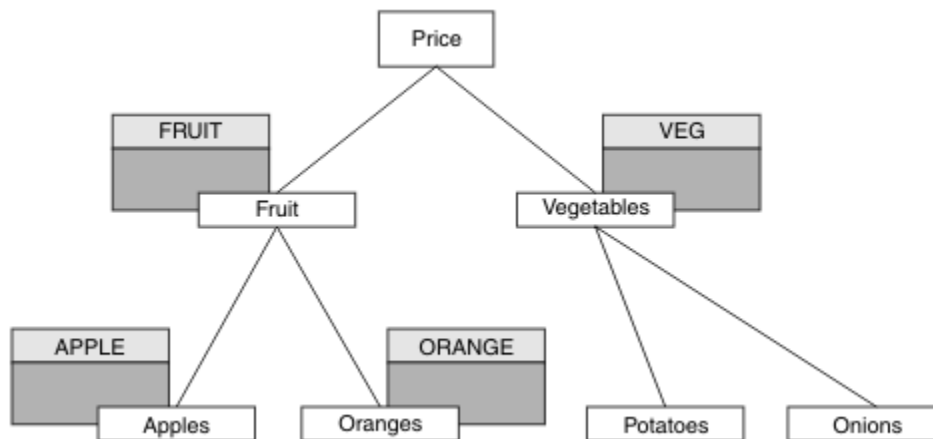 Price
FRUIT
VEG
Fruit
Vegetables
APPLE
ORANGE
Apples
Oranges
Potatoes
Onions